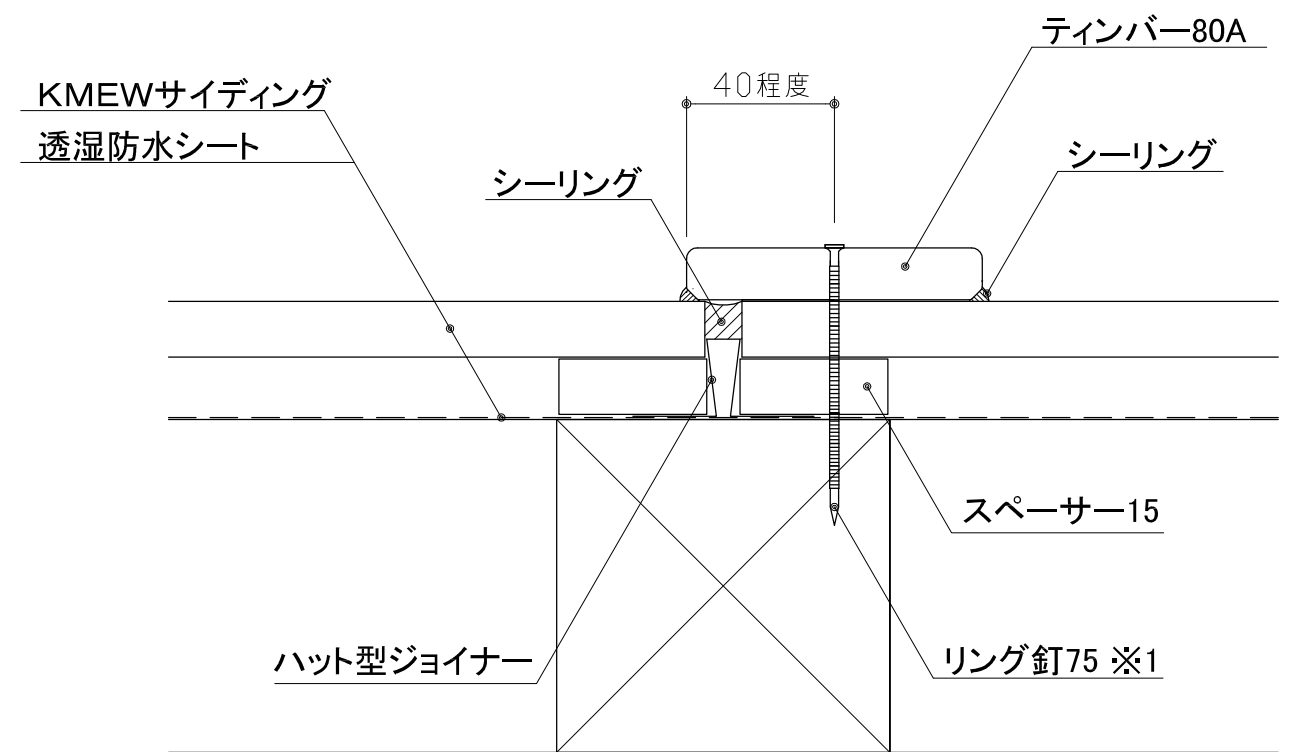 ティンバー80A
40程度
KMEWサイディング
透湿防水シート
シーリング
シーリング
スペーサー15
ハット型ジョイナー
リング釘75 ※1